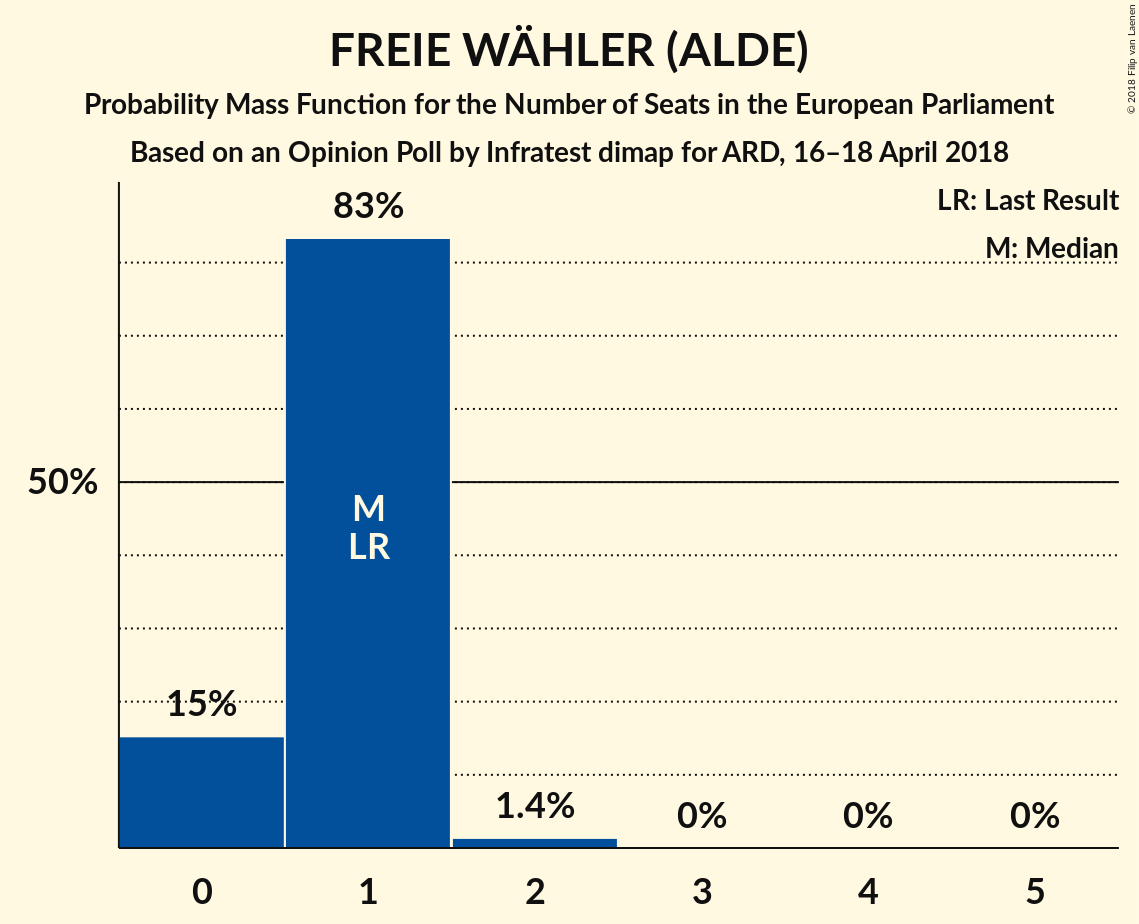 FREIE WÄHLER (ALDE)
Probability Mass Function for the Number of Seats in the European Parliament
Based on an Opinion Poll by Infratest dimap for ARD, 16–18 April 2018
© 2018 Filip van Laenen
LR: Last Result
M: Median
83%
50%
M
LR
15%
1.4%
0%
0%
0%
0
1
2
3
4
5